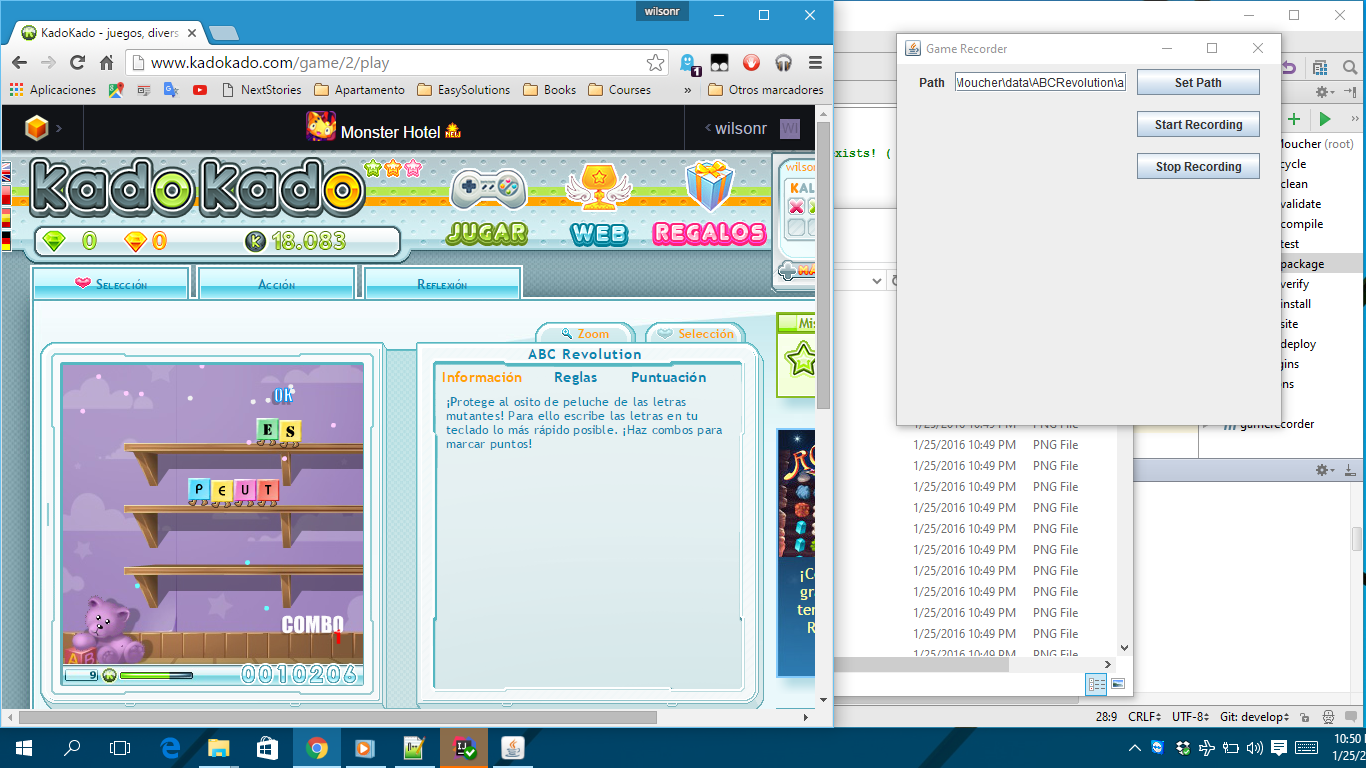 wilsonr
KadoKado - juegos, divers
www.kadokado.com/game/2/play
1
Aplicaciones
NextStories
Apartamento
EasySolutions
Books
Courses
»
Otros marcadores
Monster Hotel NEW
wilsonr WI
KadoKado
0 0 K 18.083
JUGAR
WEB
REGALOS
wilsonr
KAL
MA
Selección
Acción
Reflexión
Zoom
Selección
Mis
ABC Revolution
Información Reglas Puntuación
¡Protege al osito de peluche de las letras
mutantes! Para ello escribe las letras en tu
teclado lo más rápido posible. ¡Haz combos para
marcar puntos!
OK
E S
P E U T
COMBO
1
A B
9 K 0010206
¡Co
gra
ten
R
Game Recorder
Path Moucher\data\ABCRevolution\a Set Path
Start Recording
Stop Recording
xists! (
Moucher (root)
cycle
clean
validate
compile
test
package
verify
install
site
deploy
gins
ns
gamerecorder
1/25/2016 10:49 PM PNG File
1/25/2016 10:49 PM PNG File
1/25/2016 10:49 PM PNG File
1/25/2016 10:49 PM PNG File
1/25/2016 10:49 PM PNG File
1/25/2016 10:49 PM PNG File
1/25/2016 10:49 PM PNG File
1/25/2016 10:49 PM PNG File
1/25/2016 10:49 PM PNG File
1/25/2016 10:49 PM PNG File
1/25/2016 10:49 PM PNG File
1/25/2016 10:49 PM PNG File
28:9 CRLF UTF-8 Git: develop
10:50
1/25/2